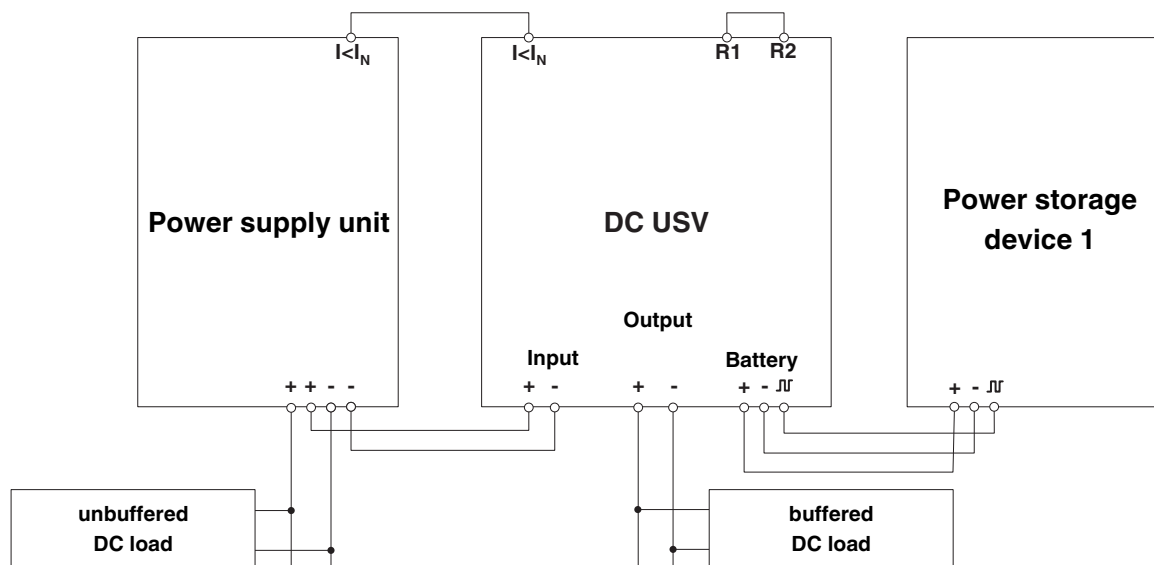 I<IN
I<IN
R1 R2
Power supply unit
DC USV
Power storage
device 1
Output
Input
Battery
+ + - -
+ -
+ -
+ -
+ -
unbuffered
DC load
buffered
DC load